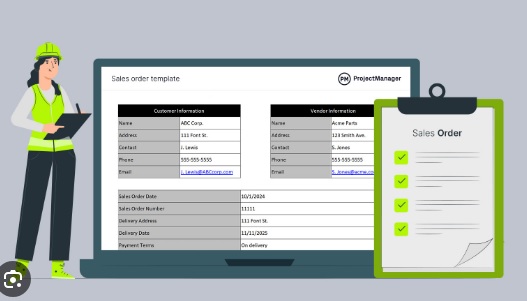 Sales order template
PM ProjectManager
Customer Information
Name ABC Corp.
Address 111 Font St.
Contact J. Lewis
Phone 555-555-5555
Email J. Lewis@ABCcorp.com
Vendor Information
Name Acme Parts
Address 123 Smith Ave.
Contact S. Jones
Phone 555-555-5555
Email S. Jones@acme.co
Sales Order Date 10/1/2024
Sales Order Number 11111
Delivery Address 111 Font St.
Delivery Date 11/11/2025
Payment Terms On delivery
Sales Order